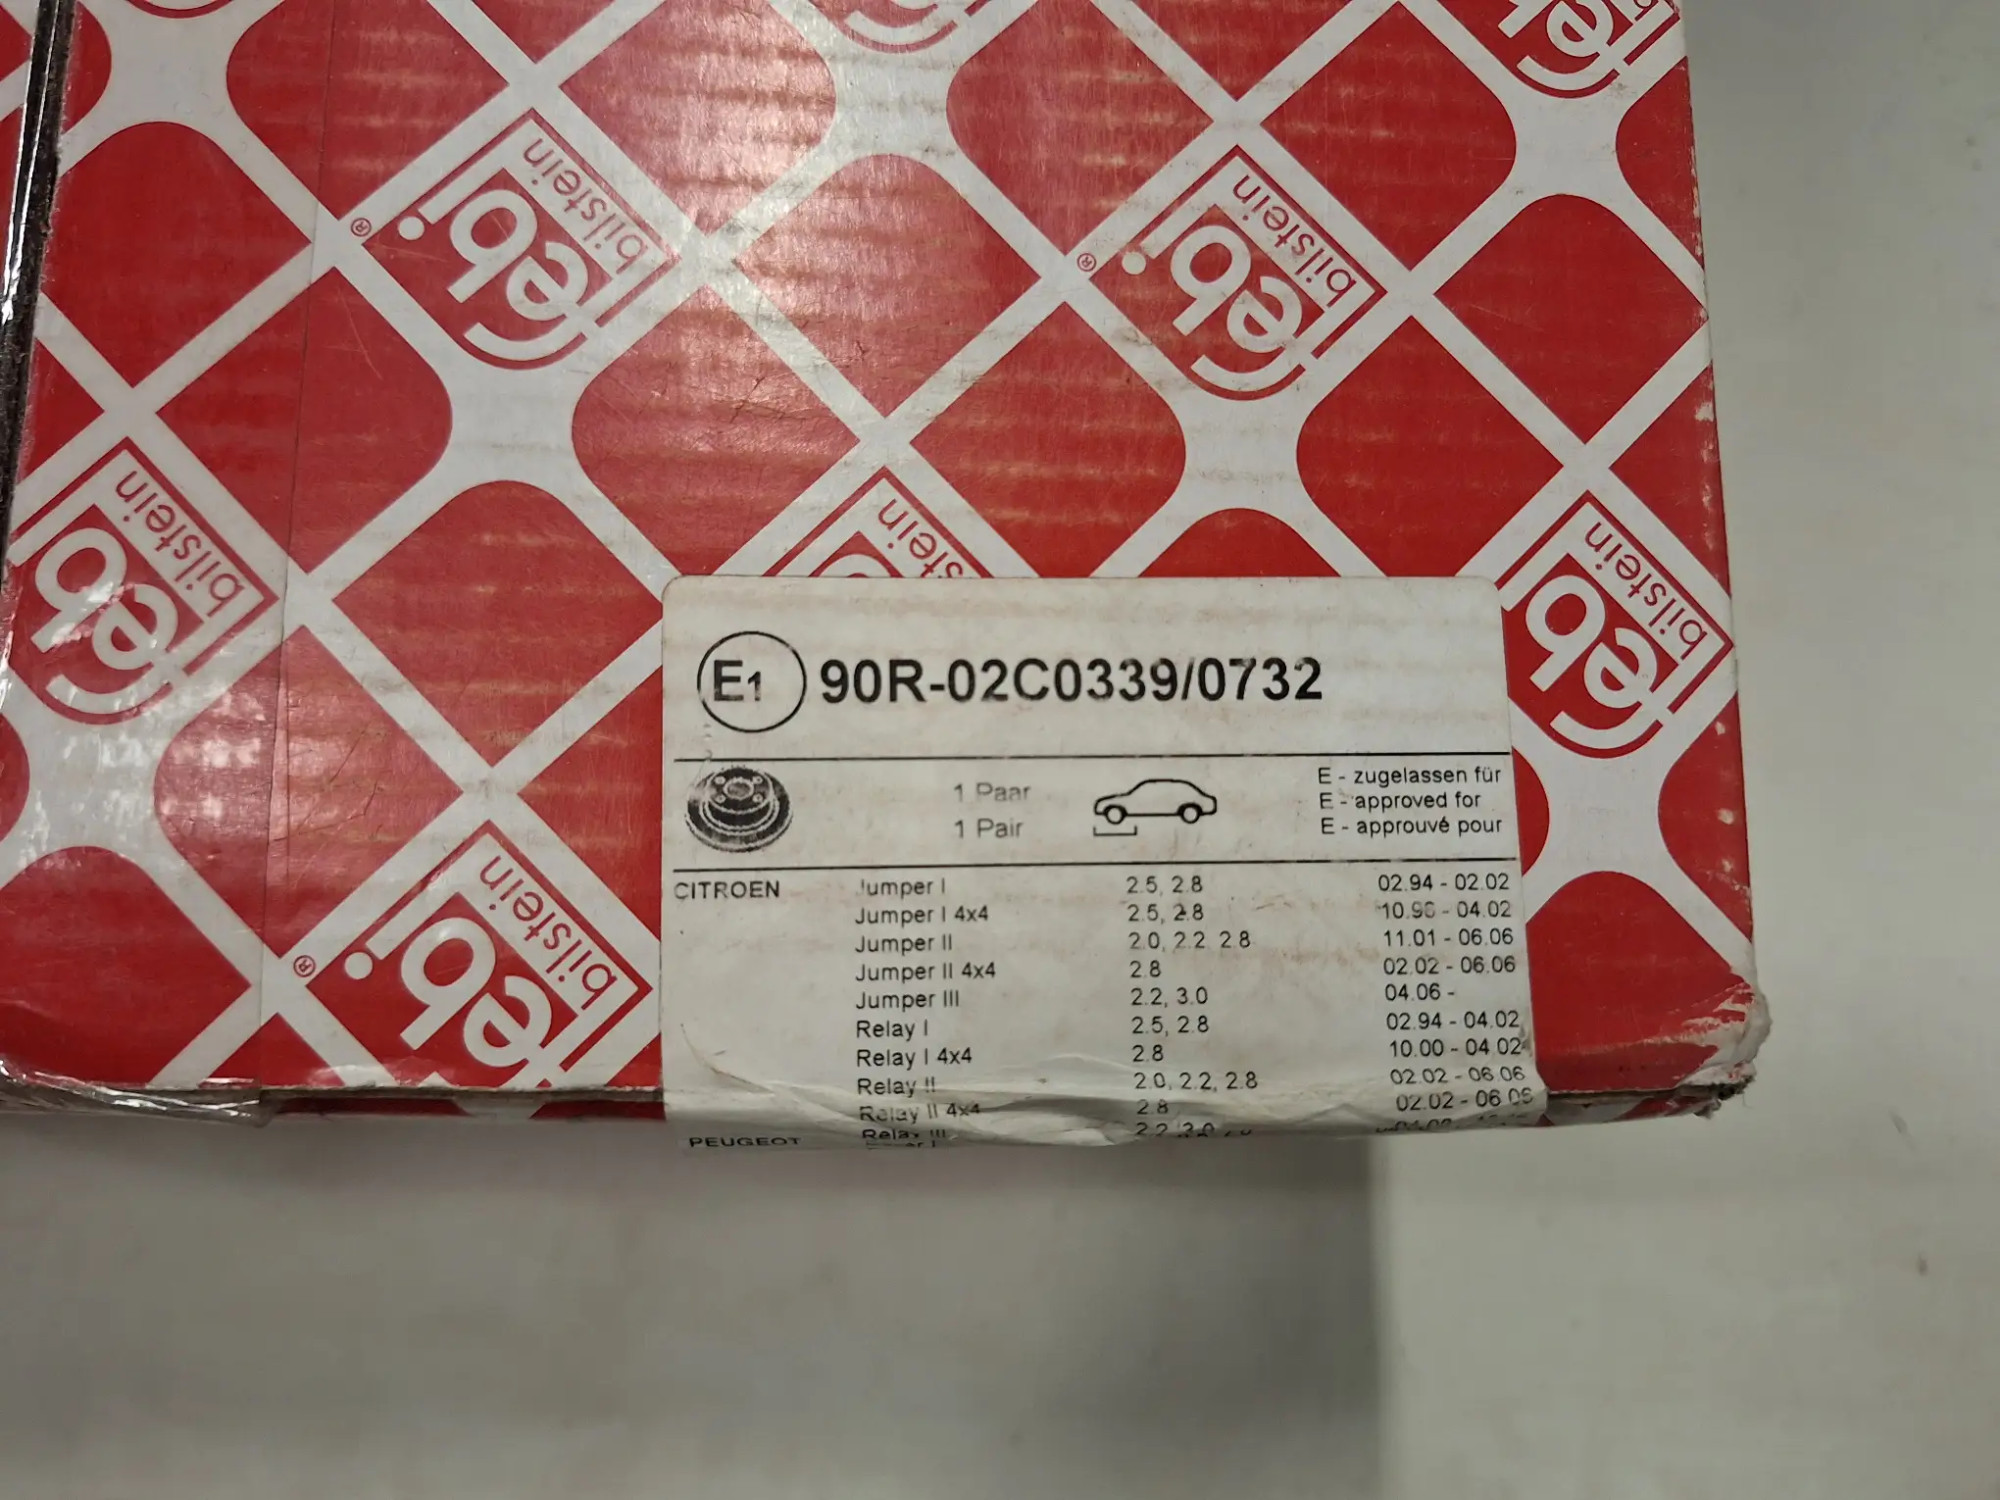 febi bilstein ®
febi bilstein ®
febi bilstein
febi bilstein
febi bilstein ®
bilstein
E1 90R-02C0339/0732
1 Paar
1 Pair
E - zugelassen für
E - approved for
E - approuvé pour
CITROEN Jumper I 2.5, 2.8 02.94 - 02.02
Jumper I 4x4 2.5, 2.8 - 04.02
Jumper II 2.0, 2.2, 2.8 11.01 - 06.06
Jumper II 4x4 2.8 02.02 - 06.06
Jumper III 2.2, 3.0 04.06 -
Relay I 2.5, 2.8 02.94 - 04.02
Relay I 4x4 2.8 10.00 - 04.02
Relay II 2.0, 2.2, 2.8 02.02 - 06.06
Relay II 4x4 2.8 02.02 - 06.06
Relay III 2.2, 3.0
PEUGEOT